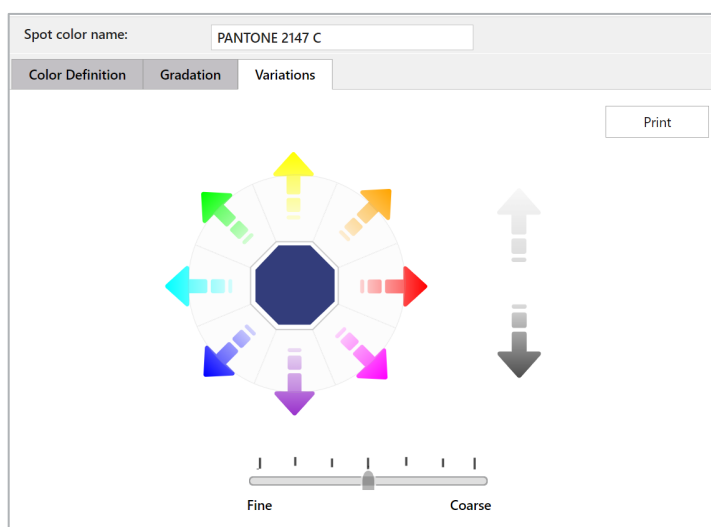 Spot color name: PANTONE 2147 C
Color Definition Gradation Variations
Print
Fine Coarse